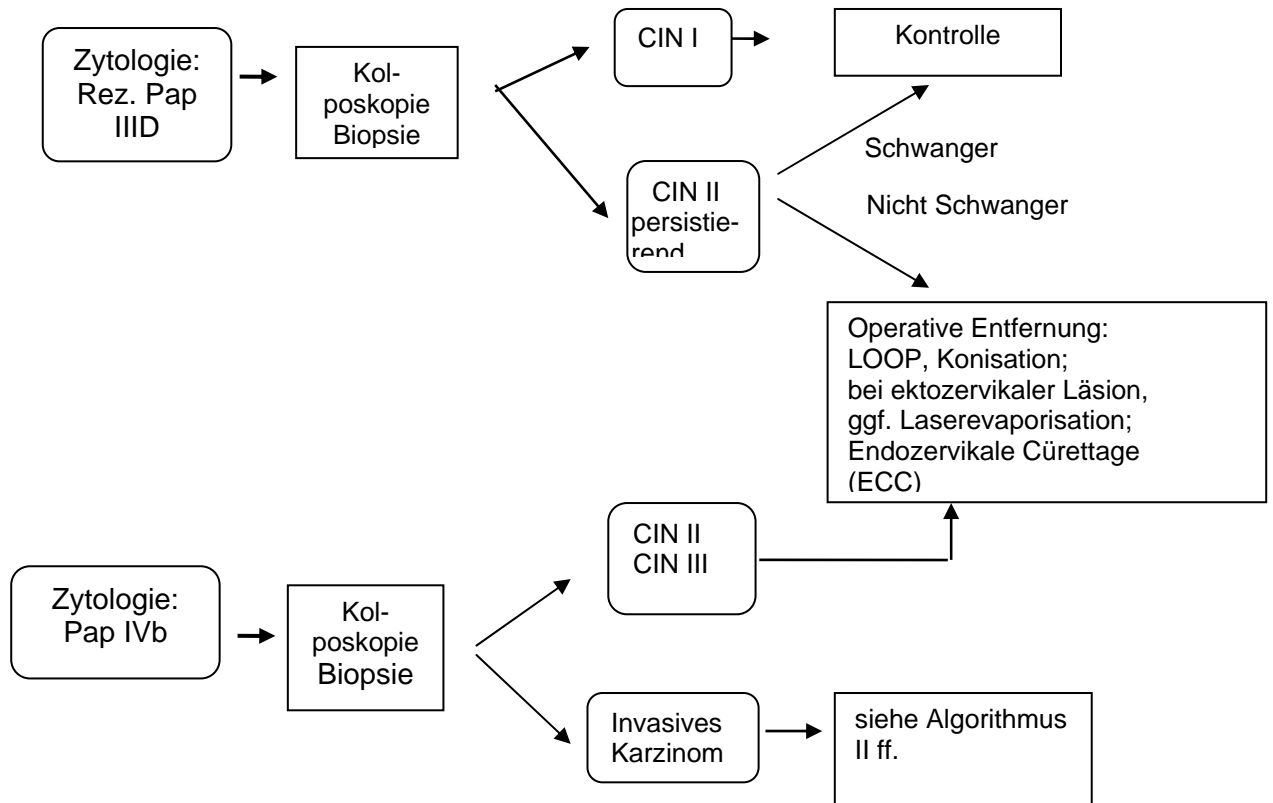 Zytologie:
Rez. Pap
IIID
Kol-
poskopie
Biopsie
CIN I
Kontrolle
CIN II
persistie-
rend
Schwanger
Nicht Schwanger
Operative Entfernung:
LOOP, Konisation;
bei ektozervikaler Läsion,
ggf. Laserevaporisation;
Endozervikale Cürettage
(ECC)
Zytologie:
Pap IVb
Kol-
poskopie
Biopsie
CIN II
CIN III
Invasives
Karzinom
siehe Algorithmus
II ff.